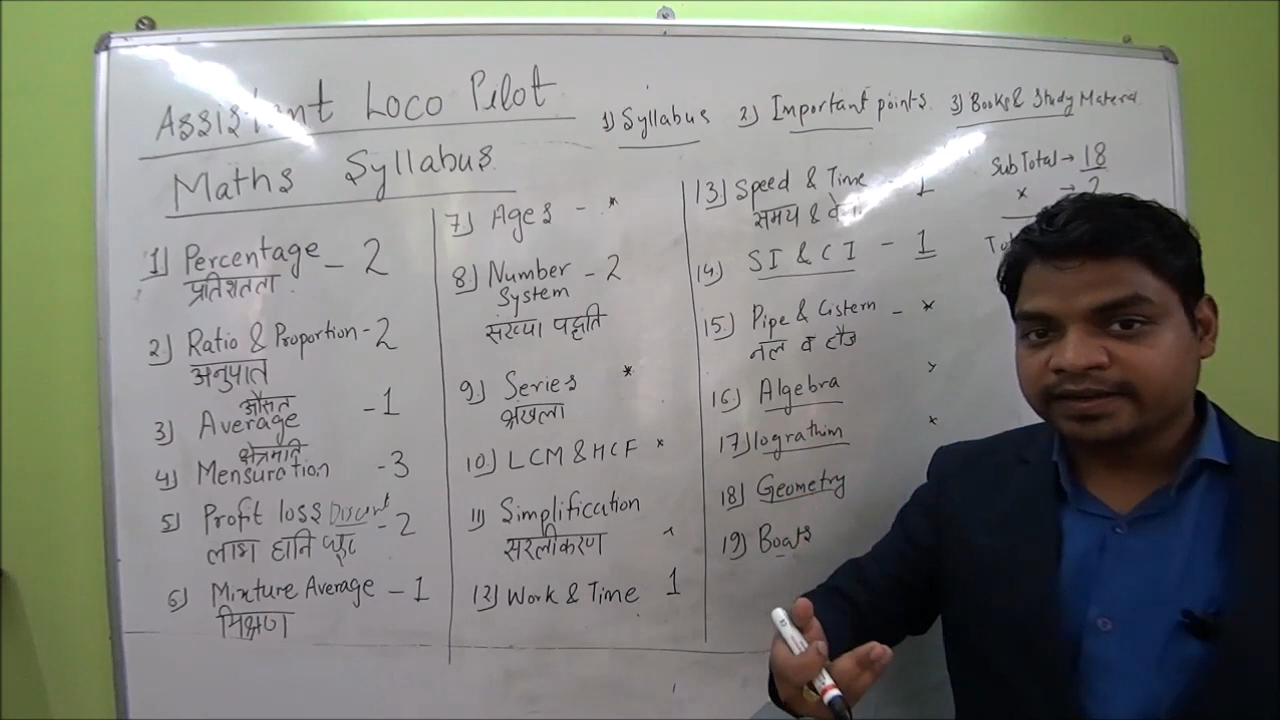 Assistant Loco Pilot
1) Syllabus 2) Important points. 3) Books & Study Material
Maths Syllabus
1) Percentage - 2
प्रतिशतता
2) Ratio & Proportion - 2
अनुपात
औसत
3) Average - 1
क्षेत्रमति
4) Mensuration - 3
5) Profit loss Discount - 2
लाभ हानि छूट
6) Mixture Average - 1
मिश्रण
7) Ages - *
8) Number - 2
System
संख्या पद्दति
9) Series *
श्रंखला
10) LCM & HCF *
11) Simplification
सरलीकरण
12) Work & Time 1
13) Speed & Time - 1
समय &
14) SI & CI - 1
15) Pipe & Cistern - *
नल व हौज
16) Algebra
17) lograthim *
18) Geometry
19) Boats
Sub Total → 18
* → 2